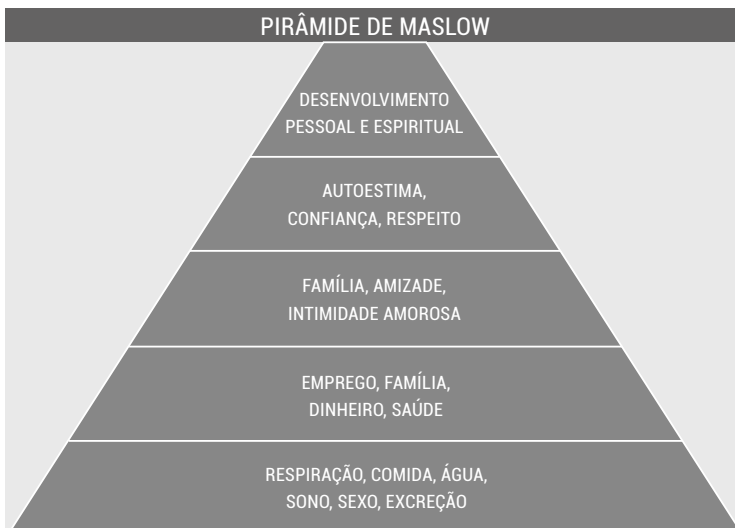 PIRÂMIDE DE MASLOW
DESENVOLVIMENTO
PESSOAL E ESPIRITUAL
AUTOESTIMA,
CONFIANÇA, RESPEITO
FAMÍLIA, AMIZADE,
INTIMIDADE AMOROSA
EMPREGO, FAMÍLIA,
DINHEIRO, SAÚDE
RESPIRAÇÃO, COMIDA, ÁGUA,
SONO, SEXO, EXCREÇÃO